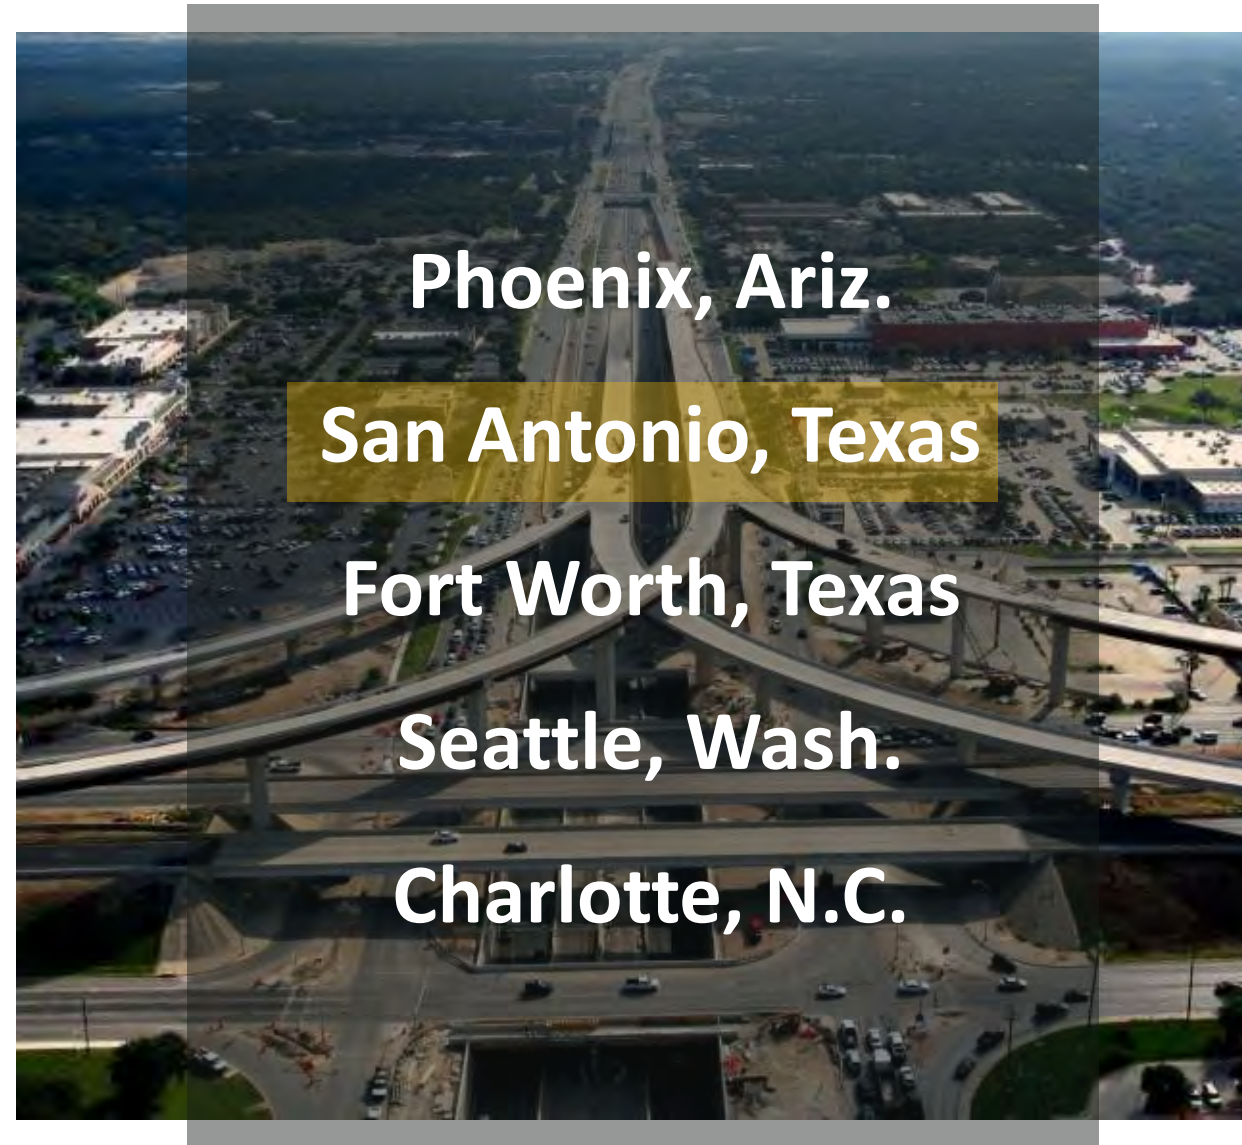 Phoenix, Ariz.
San Antonio, Texas
Fort Worth, Texas
Seattle, Wash.
Charlotte, N.C.